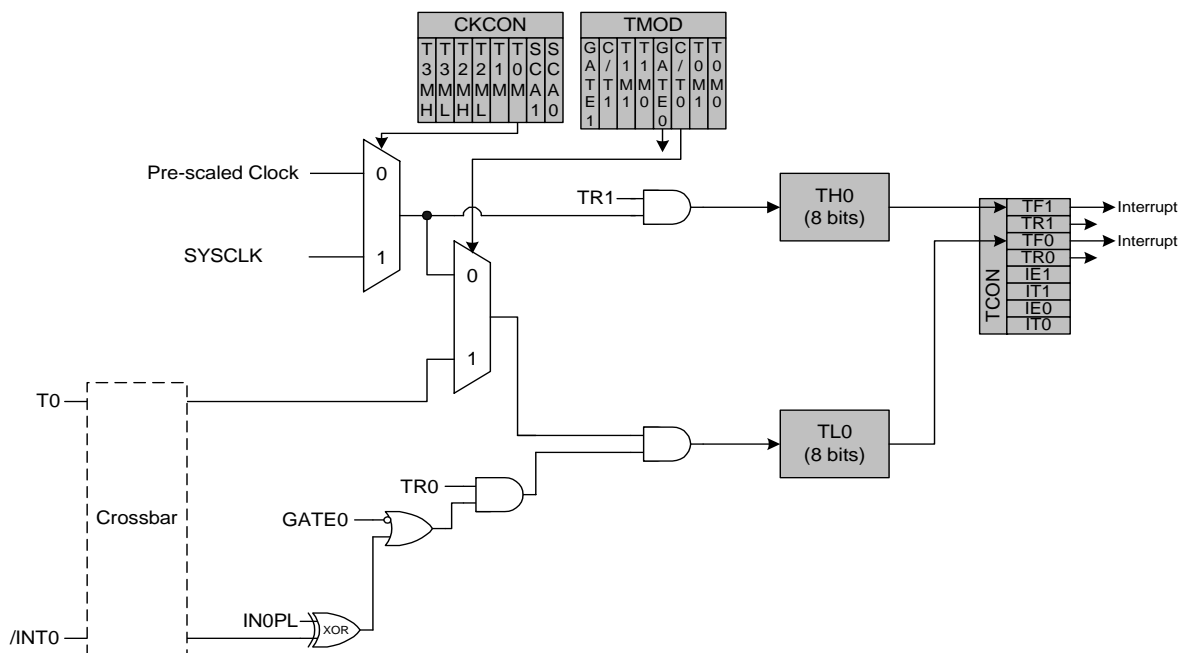 CKCON
T3MH
T3ML
T2MH
T2ML
T1M
T0M
SCA1
SCA0
TMOD
GATE1
C/T1
T1M1
T1M0
GATE0
C/T0
T0M1
T0M0
Pre-scaled Clock
0
SYSCLK
1
TR1
TH0
(8 bits)
TCON
TF1
TR1
TF0
TR0
IE1
IT1
IE0
IT0
Interrupt
Interrupt
0
1
T0
Crossbar
/INT0
TL0
(8 bits)
TR0
GATE0
IN0PL
XOR